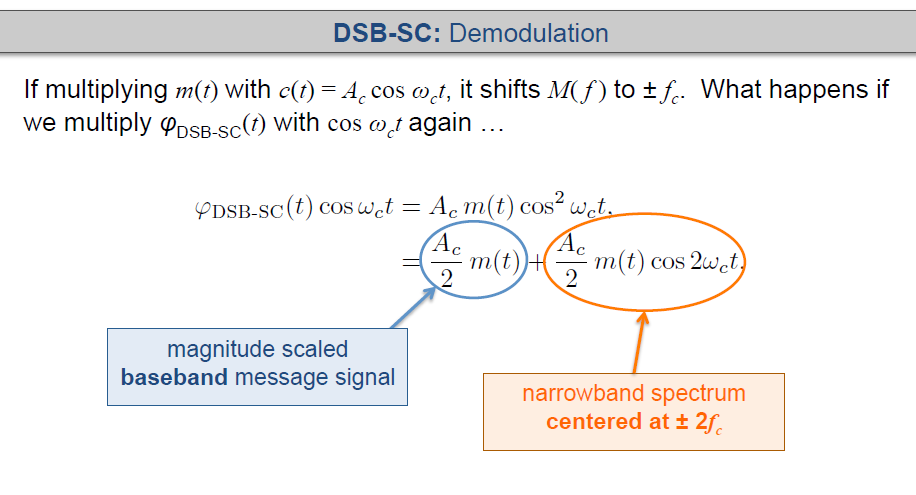 DSB-SC: Demodulation
If multiplying m(t) with c(t) = A_c cos ω_c t, it shifts M(f) to ± f_c. What happens if
we multiply φ_DSB-SC(t) with cos ω_c t again …
φ_DSB-SC(t) cos ω_c t = A_c m(t) cos² ω_c t,
= A_c/2 m(t) + A_c/2 m(t) cos 2ω_c t.
magnitude scaled
baseband message signal
narrowband spectrum
centered at ± 2f_c